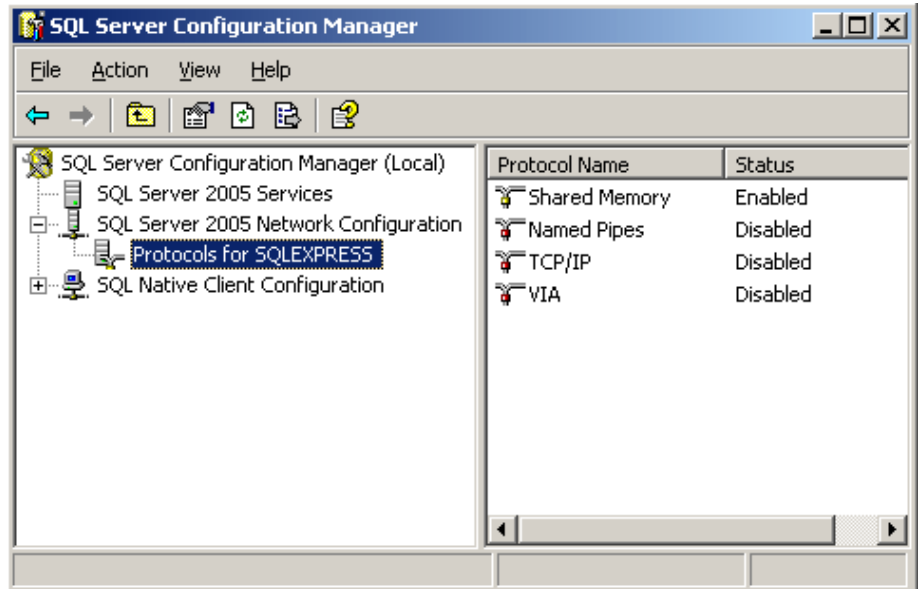 SQL Server Configuration Manager
File Action View Help
SQL Server Configuration Manager (Local)
SQL Server 2005 Services
SQL Server 2005 Network Configuration
Protocols for SQLEXPRESS
SQL Native Client Configuration
Protocol Name Status
Shared Memory Enabled
Named Pipes Disabled
TCP/IP Disabled
VIA Disabled